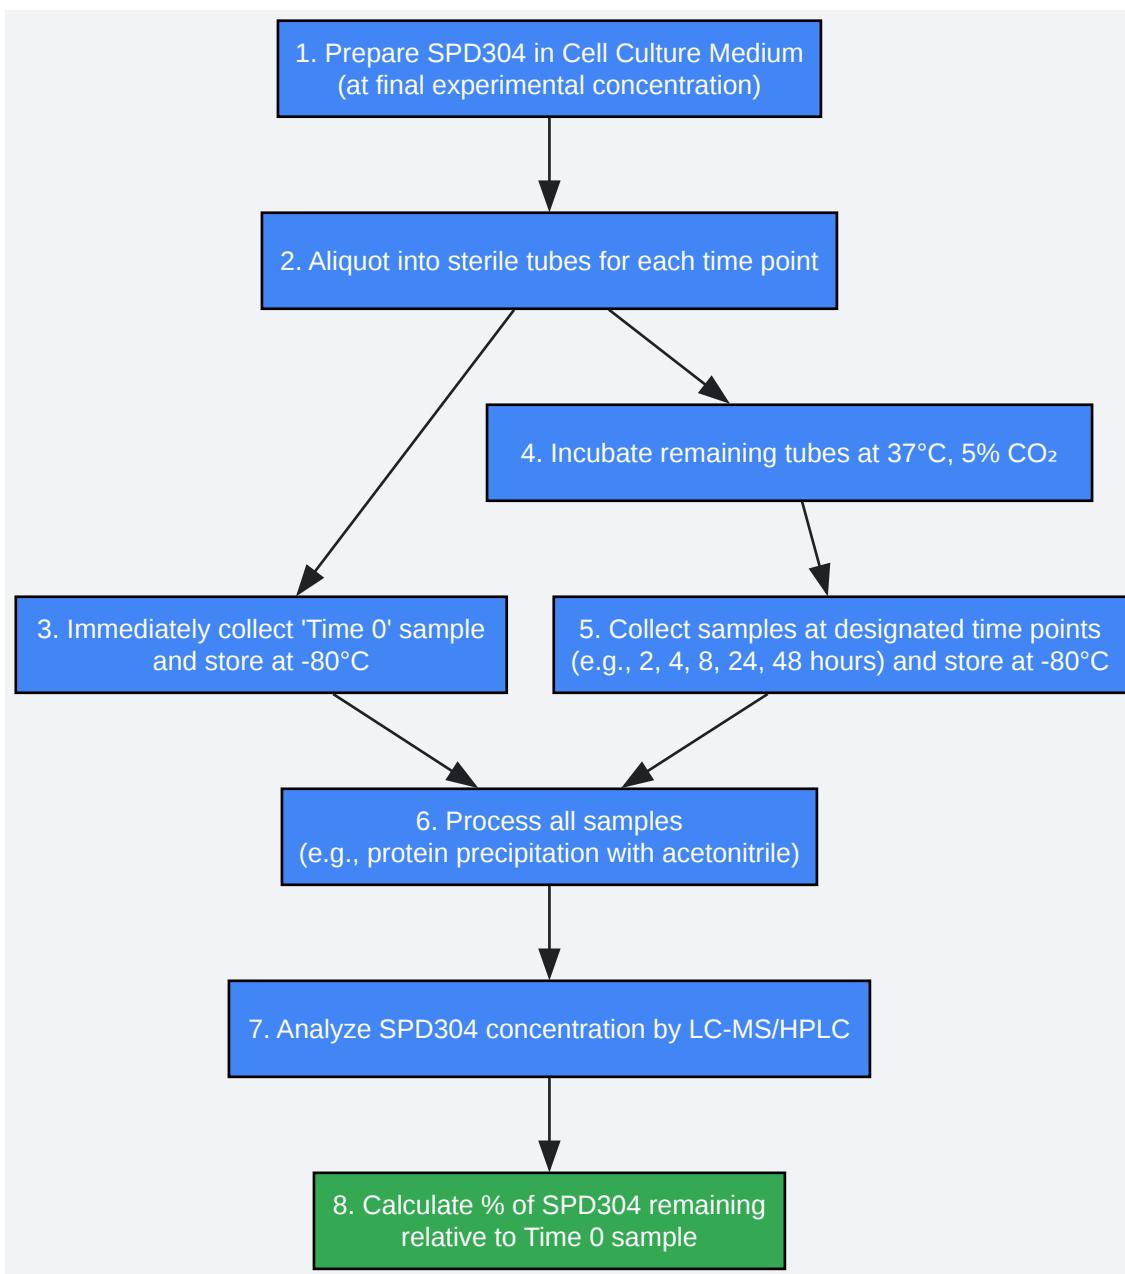 1. Prepare SPD304 in Cell Culture Medium
(at final experimental concentration)
2. Aliquot into sterile tubes for each time point
4. Incubate remaining tubes at 37°C, 5% CO₂
3. Immediately collect 'Time 0' sample
and store at -80°C
5. Collect samples at designated time points
(e.g., 2, 4, 8, 24, 48 hours) and store at -80°C
6. Process all samples
(e.g., protein precipitation with acetonitrile)
7. Analyze SPD304 concentration by LC-MS/HPLC
8. Calculate % of SPD304 remaining
relative to Time 0 sample